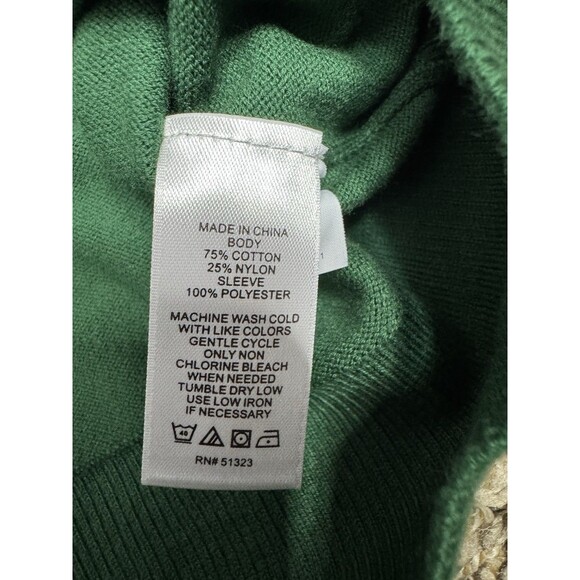 MADE IN CHINA
BODY
75% COTTON
25% NYLON
SLEEVE
100% POLYESTER
MACHINE WASH COLD
WITH LIKE COLORS
GENTLE CYCLE
ONLY NON
CHLORINE BLEACH
WHEN NEEDED
TUMBLE DRY LOW
USE LOW IRON
IF NECESSARY
40
RN# 51323